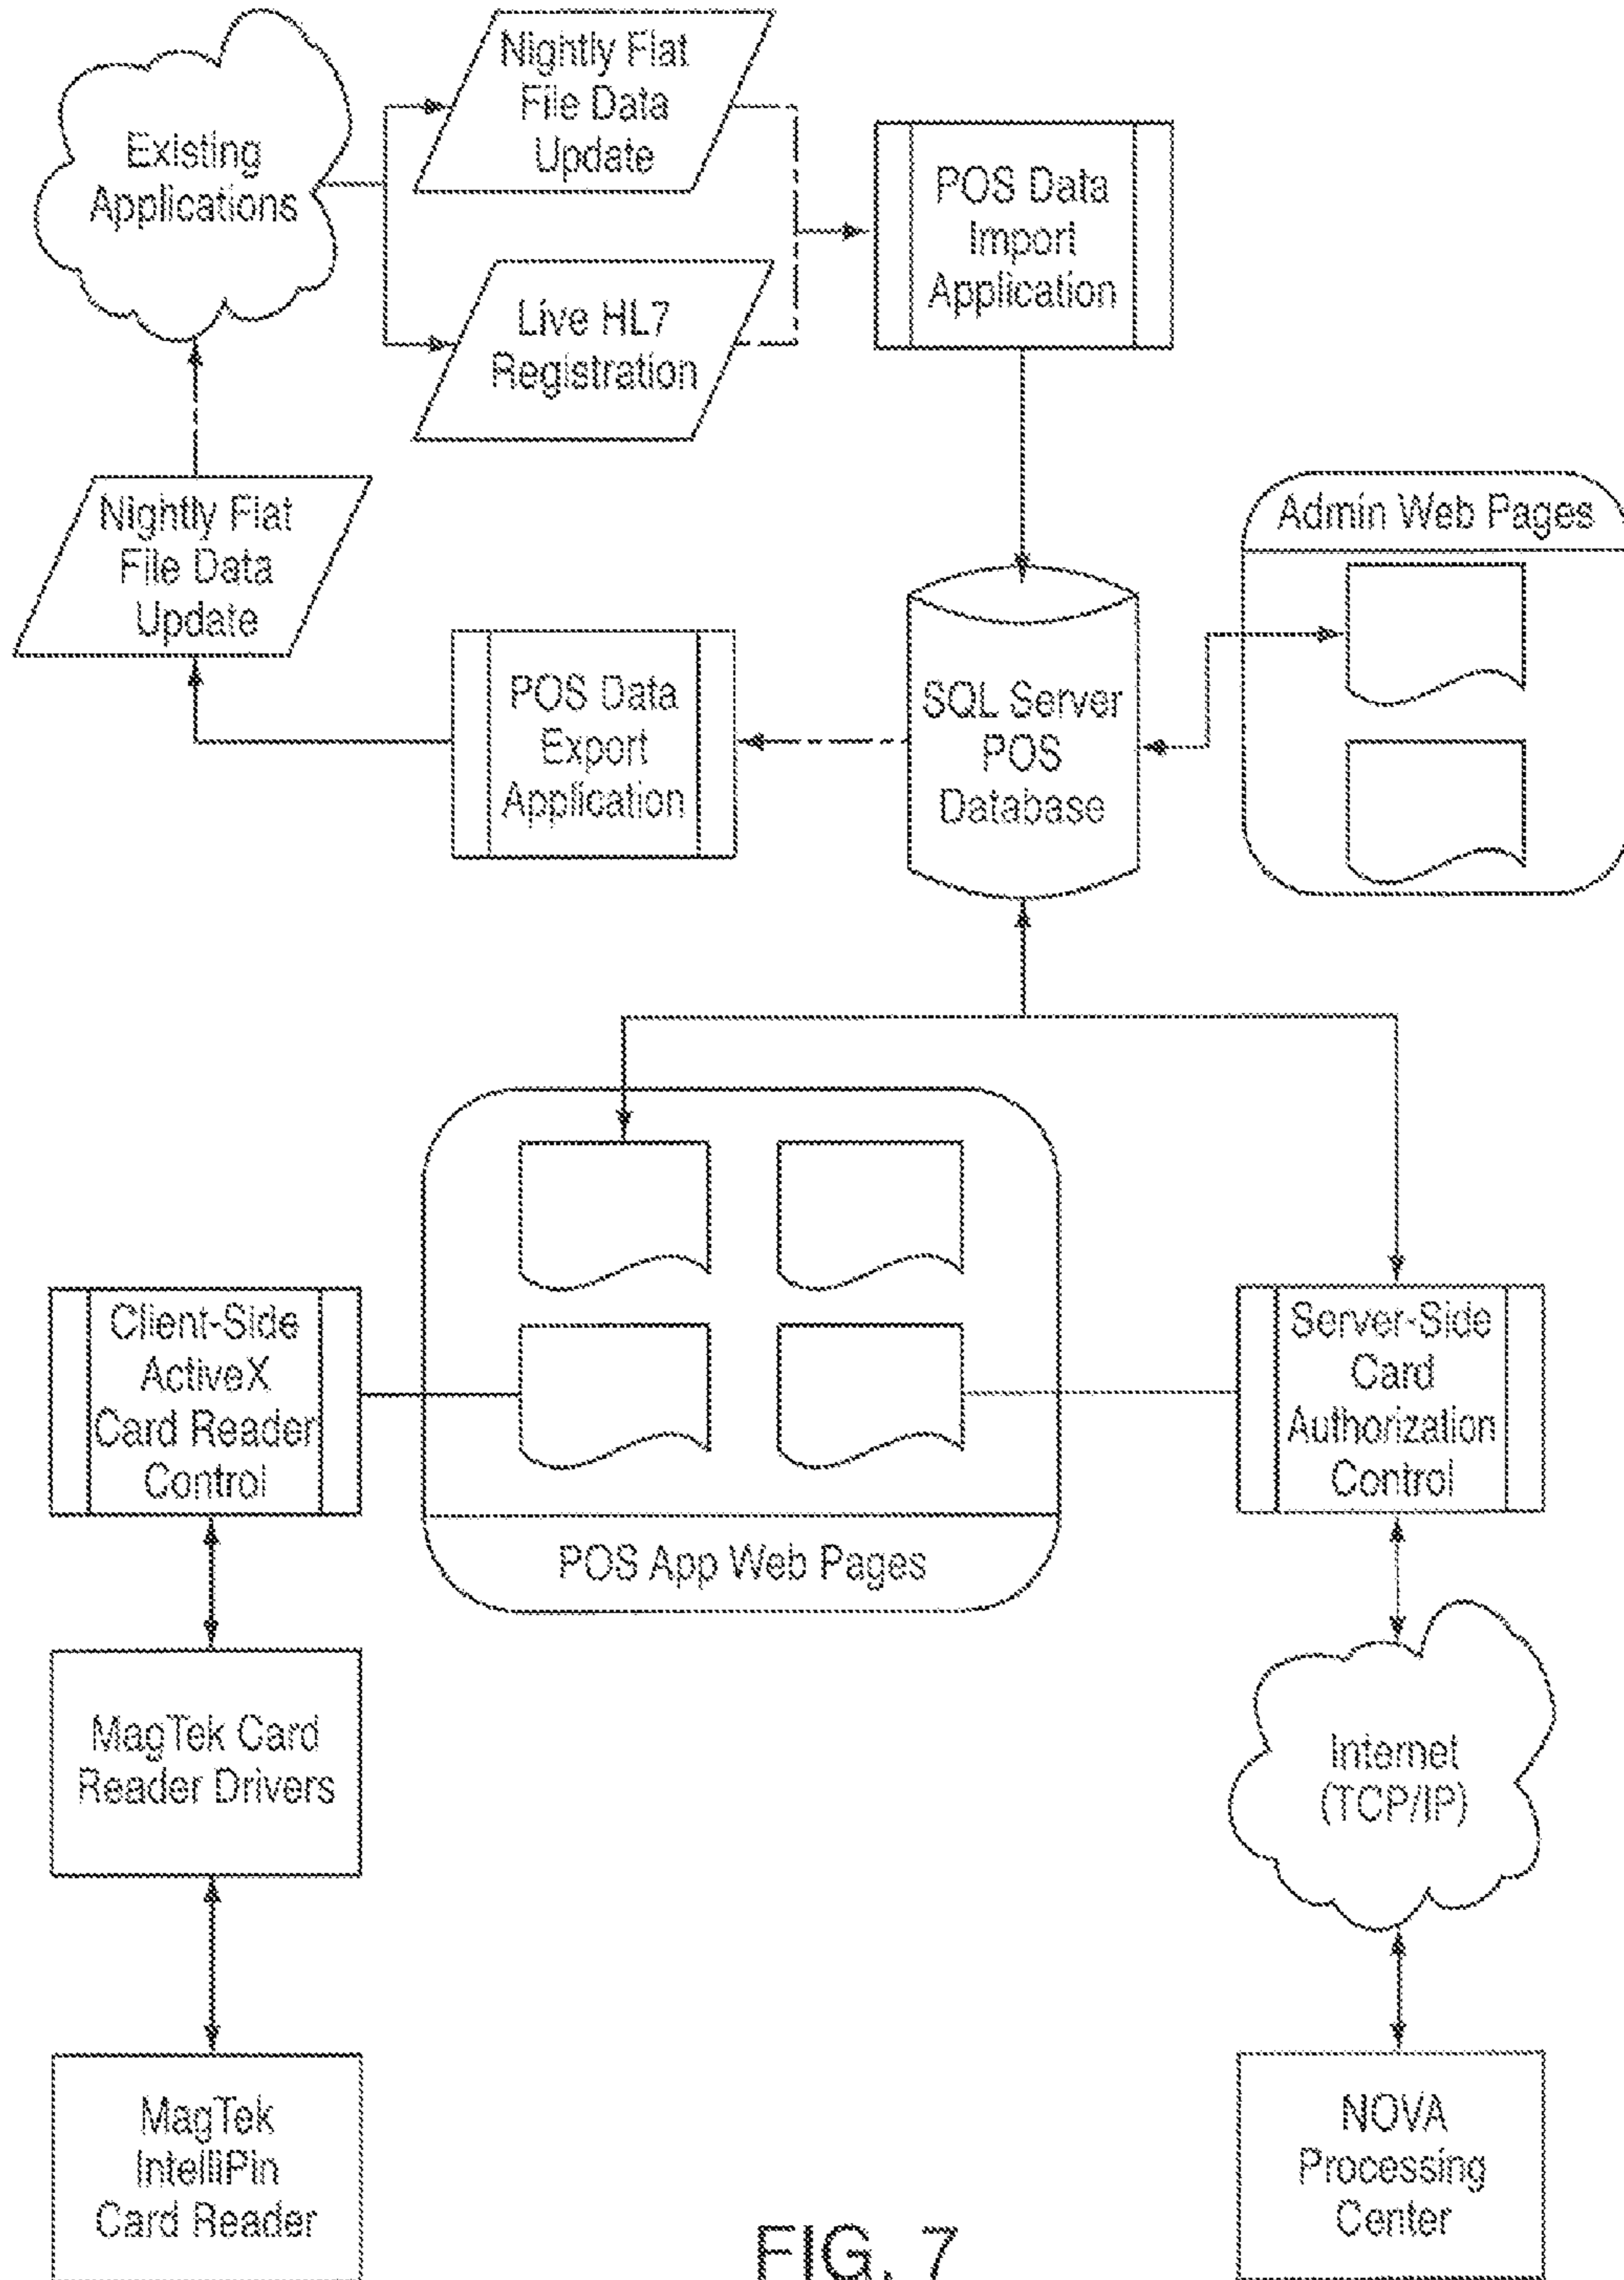 Nightly Flat
File Data
Update
Existing
Applications
POS Data
Import
Application
Live HL7
Registration
Nightly Flat
File Data
Update
Admin Web Pages
POS Data
Export
Application
SQL Server
POS
Database
Client-Side
ActiveX
Card Reader
Control
Server-Side
Card
Authorization
Control
POS App Web Pages
MagTek Card
Reader Drivers
Internet
(TCP/IP)
MagTek
IntelliPin
Card Reader
NOVA
Processing
Center
FIG. 7